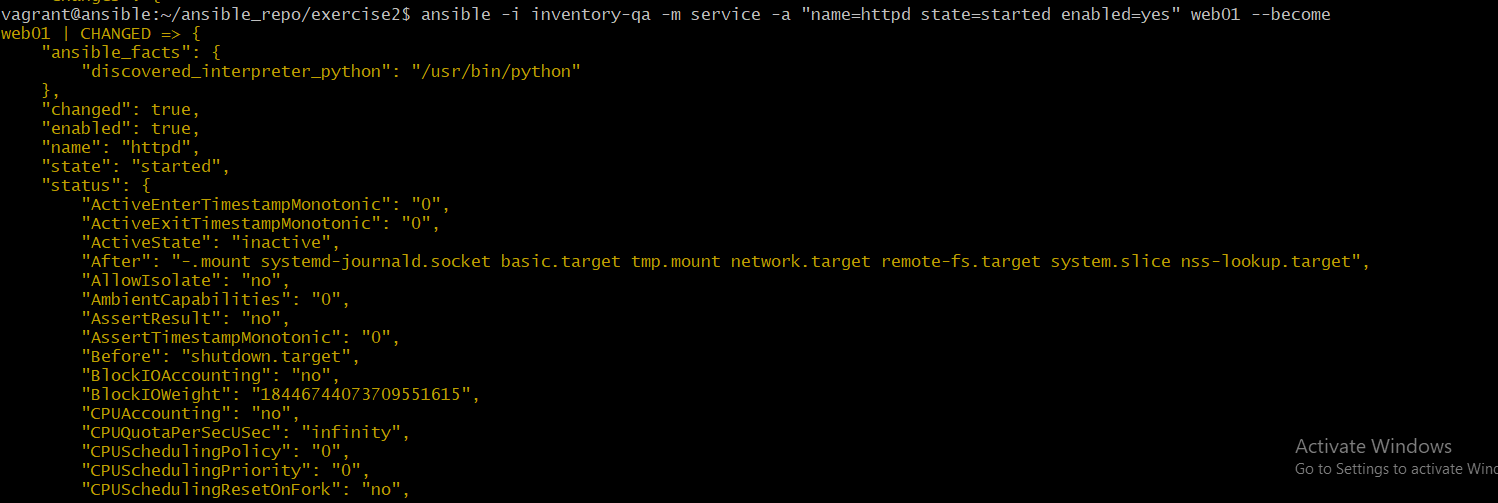 vagrant@ansible:~/ansible_repo/exercise2$ ansible -i inventory-qa -m service -a "name=httpd state=started enabled=yes" web01 --become
web01 | CHANGED => {
    "ansible_facts": {
        "discovered_interpreter_python": "/usr/bin/python"
    },
    "changed": true,
    "enabled": true,
    "name": "httpd",
    "state": "started",
    "status": {
        "ActiveEnterTimestampMonotonic": "0",
        "ActiveExitTimestampMonotonic": "0",
        "ActiveState": "inactive",
        "After": "-.mount systemd-journald.socket basic.target tmp.mount network.target remote-fs.target system.slice nss-lookup.target",
        "AllowIsolate": "no",
        "AmbientCapabilities": "0",
        "AssertResult": "no",
        "AssertTimestampMonotonic": "0",
        "Before": "shutdown.target",
        "BlockIOAccounting": "no",
        "BlockIOWeight": "18446744073709551615",
        "CPUAccounting": "no",
        "CPUQuotaPerSecUSec": "infinity",
        "CPUSchedulingPolicy": "0",
        "CPUSchedulingPriority": "0",
        "CPUSchedulingResetOnFork": "no",
Activate Windows
Go to Settings to activate Win